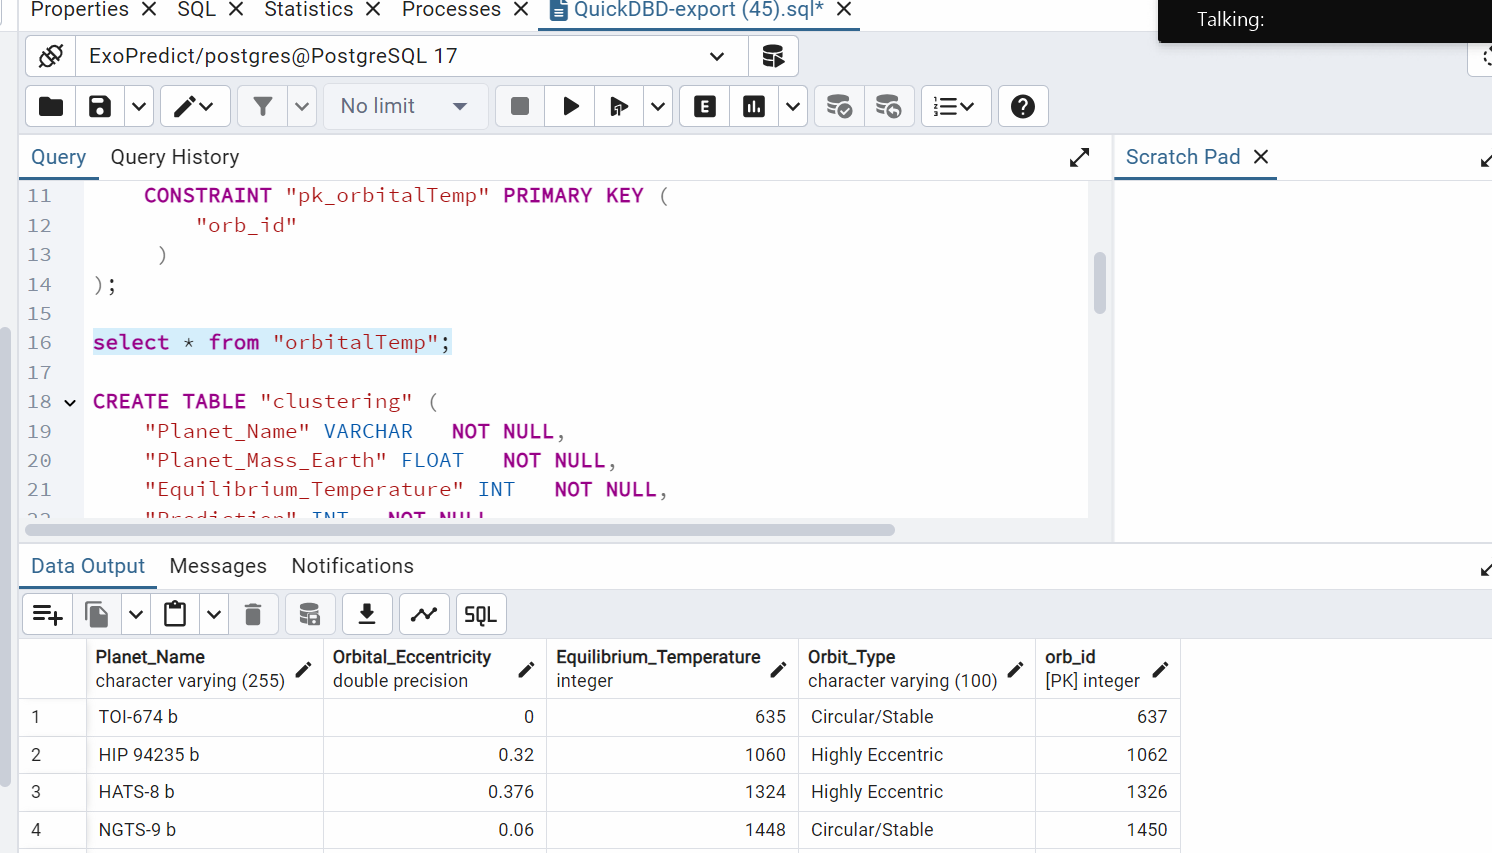 Properties SQL Statistics Processes QuickDBD-export (45).sql*
Talking:
ExoPredict/postgres@PostgreSQL 17
No limit
E
Query Query History
Scratch Pad
11 CONSTRAINT "pk_orbitalTemp" PRIMARY KEY (
12 "orb_id"
13 )
14 );
15
16 select * from "orbitalTemp";
17
18 CREATE TABLE "clustering" (
19 "Planet_Name" VARCHAR NOT NULL,
20 "Planet_Mass_Earth" FLOAT NOT NULL,
21 "Equilibrium_Temperature" INT NOT NULL,
22 "Prediction" INT NOT NULL
Data Output Messages Notifications
SQL
Planet_Name Orbital_Eccentricity Equilibrium_Temperature Orbit_Type orb_id
character varying (255) double precision integer character varying (100) [PK] integer
1 TOI-674 b 0 635 Circular/Stable 637
2 HIP 94235 b 0.32 1060 Highly Eccentric 1062
3 HATS-8 b 0.376 1324 Highly Eccentric 1326
4 NGTS-9 b 0.06 1448 Circular/Stable 1450